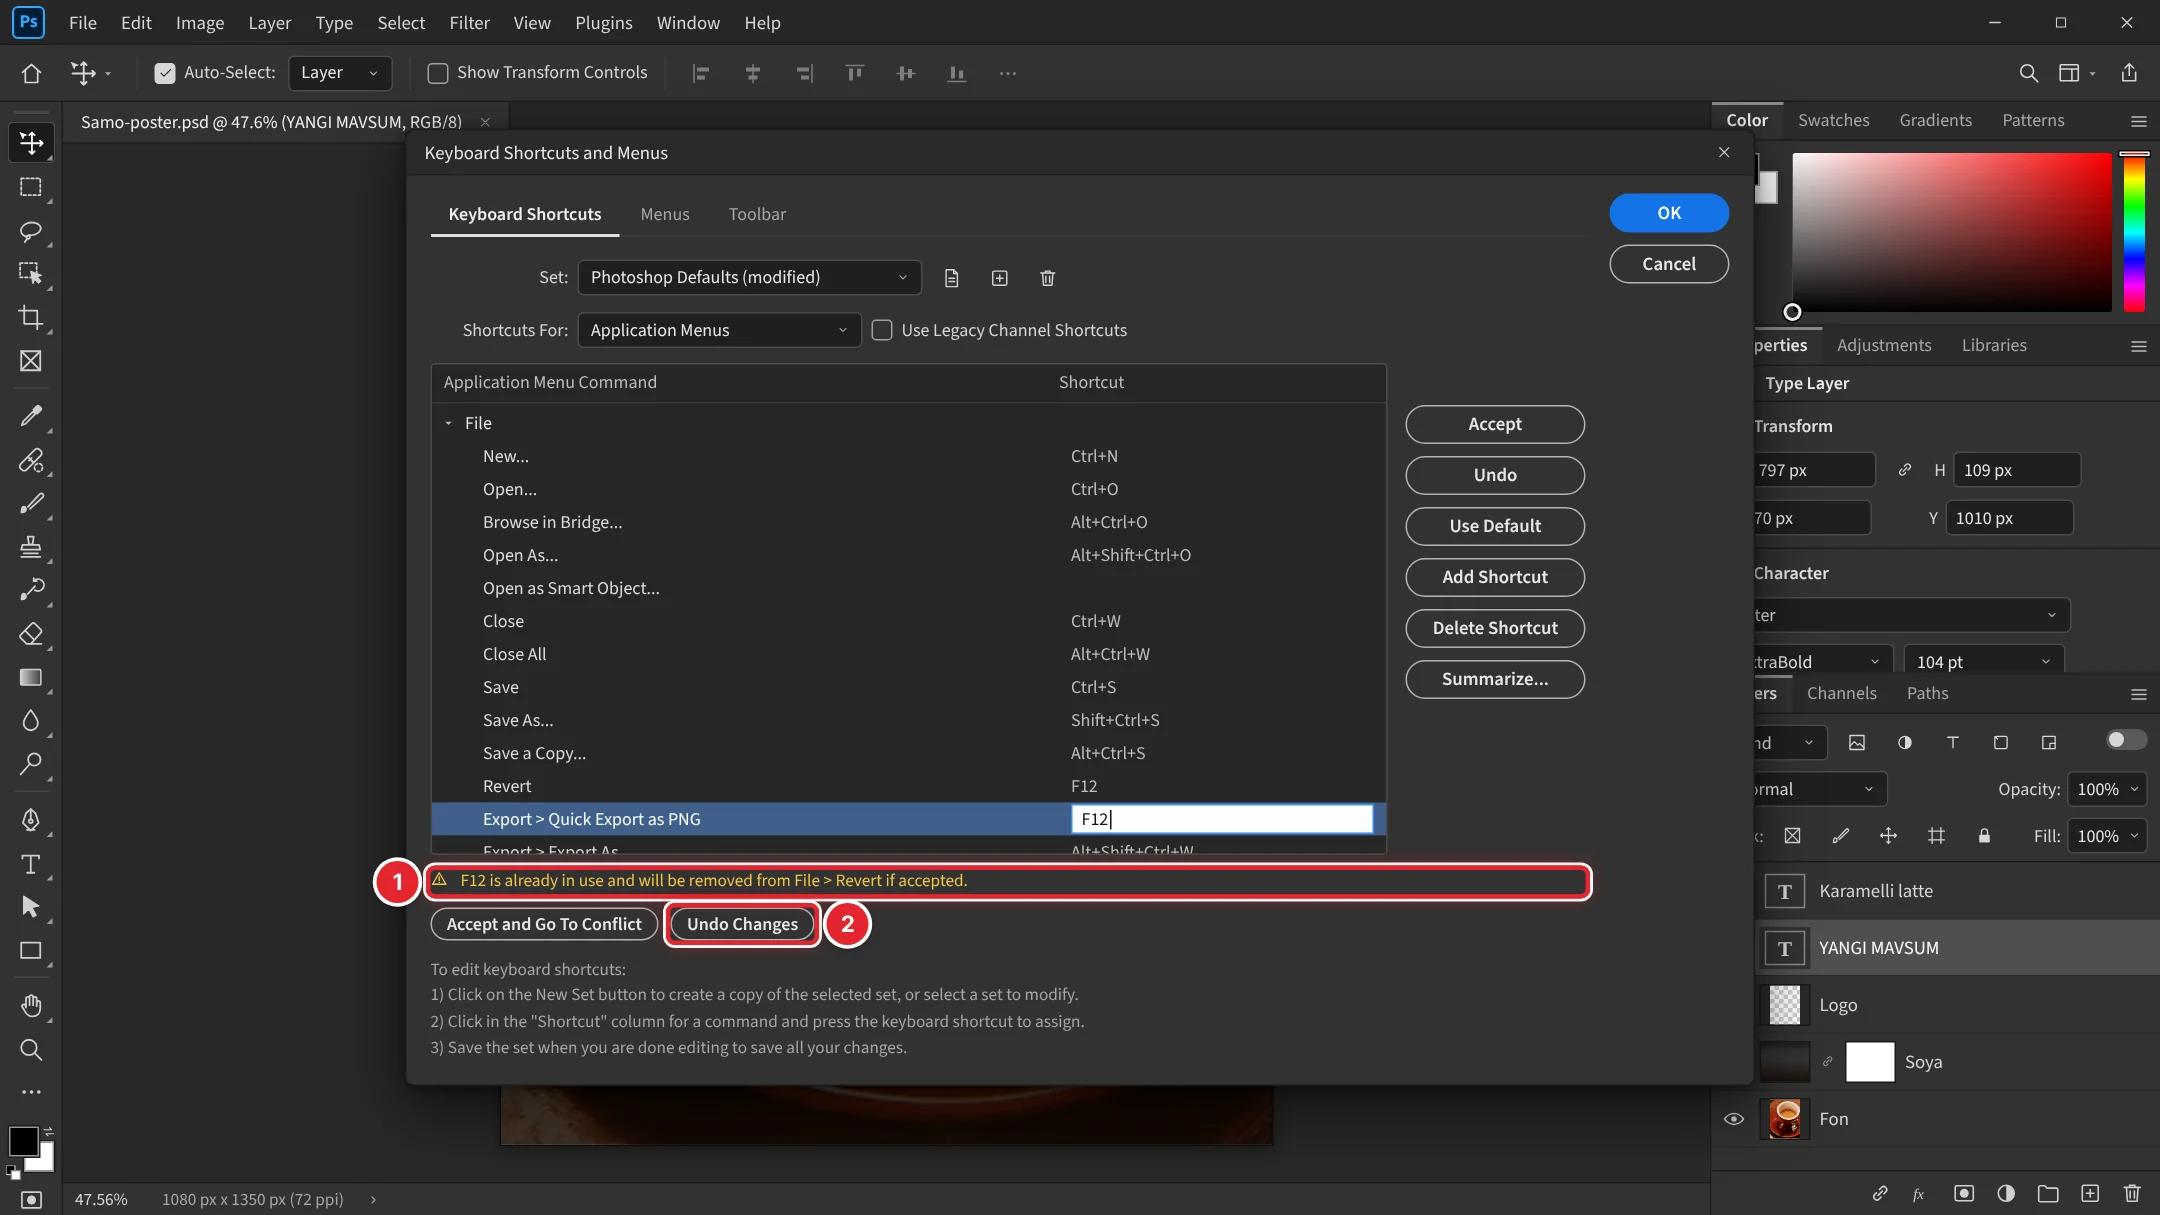 Ps File Edit Image Layer Type Select Filter View Plugins Window Help
Auto-Select: Layer Show Transform Controls
Samo-poster.psd @ 47.6% (YANGI MAVSUM, RGB/8)
Keyboard Shortcuts and Menus
Keyboard Shortcuts Menus Toolbar
OK
Cancel
Set: Photoshop Defaults (modified)
Shortcuts For: Application Menus Use Legacy Channel Shortcuts
Application Menu Command Shortcut
File
New... Ctrl+N
Open... Ctrl+O
Browse in Bridge... Alt+Ctrl+O
Open As... Alt+Shift+Ctrl+O
Open as Smart Object...
Close Ctrl+W
Close All Alt+Ctrl+W
Save Ctrl+S
Save As... Shift+Ctrl+S
Save a Copy... Alt+Ctrl+S
Revert F12
Export > Quick Export as PNG F12
Export > Export As Alt+Shift+Ctrl+W
Accept
Undo
Use Default
Add Shortcut
Delete Shortcut
Summarize...
1 F12 is already in use and will be removed from File > Revert if accepted.
Accept and Go To Conflict Undo Changes 2
To edit keyboard shortcuts:
1) Click on the New Set button to create a copy of the selected set, or select a set to modify.
2) Click in the "Shortcut" column for a command and press the keyboard shortcut to assign.
3) Save the set when you are done editing to save all your changes.
Color Swatches Gradients Patterns
perties Adjustments Libraries
Type Layer
Transform
797 px H 109 px
70 px Y 1010 px
Character
ter
traBold 104 pt
ers Channels Paths
nd T
rmal Opacity: 100%
Fill: 100%
T Karamelli latte
T YANGI MAVSUM
Logo
Soya
Fon
fx
47.56% 1080 px x 1350 px (72 ppi)